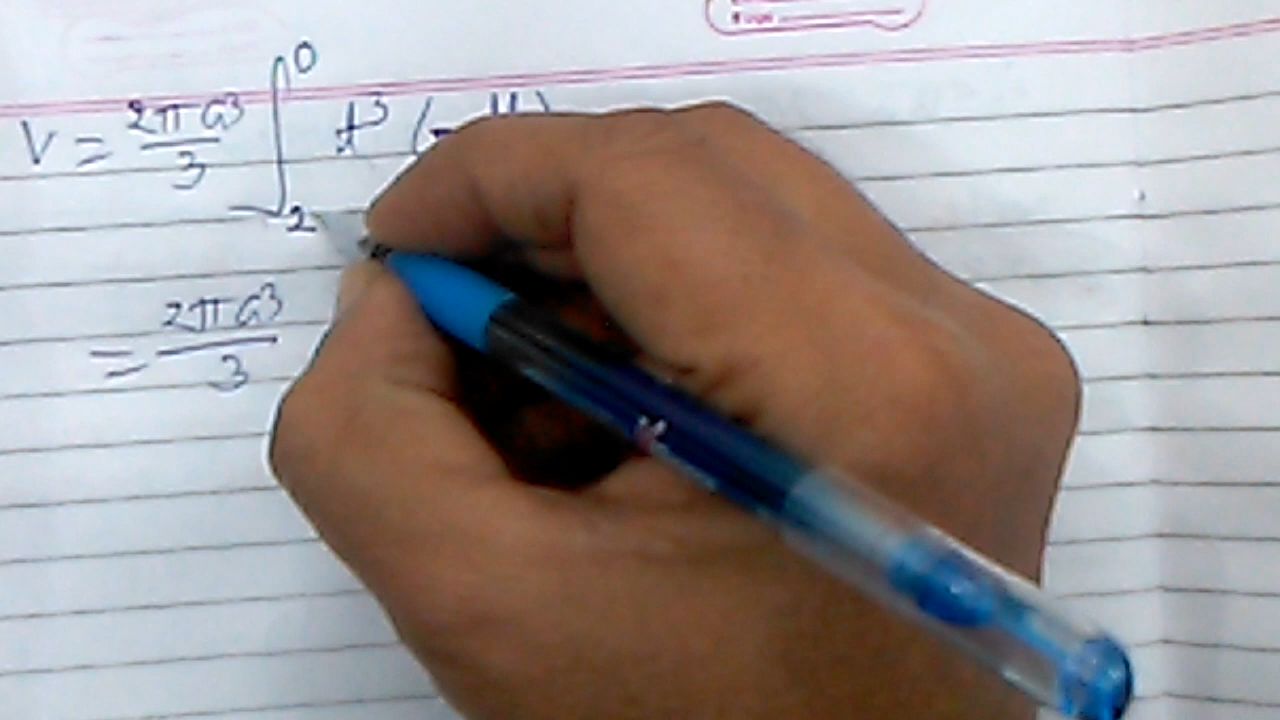 V = 2πa³/3 ∫₂⁰ t³ (-
= 2πa³/3